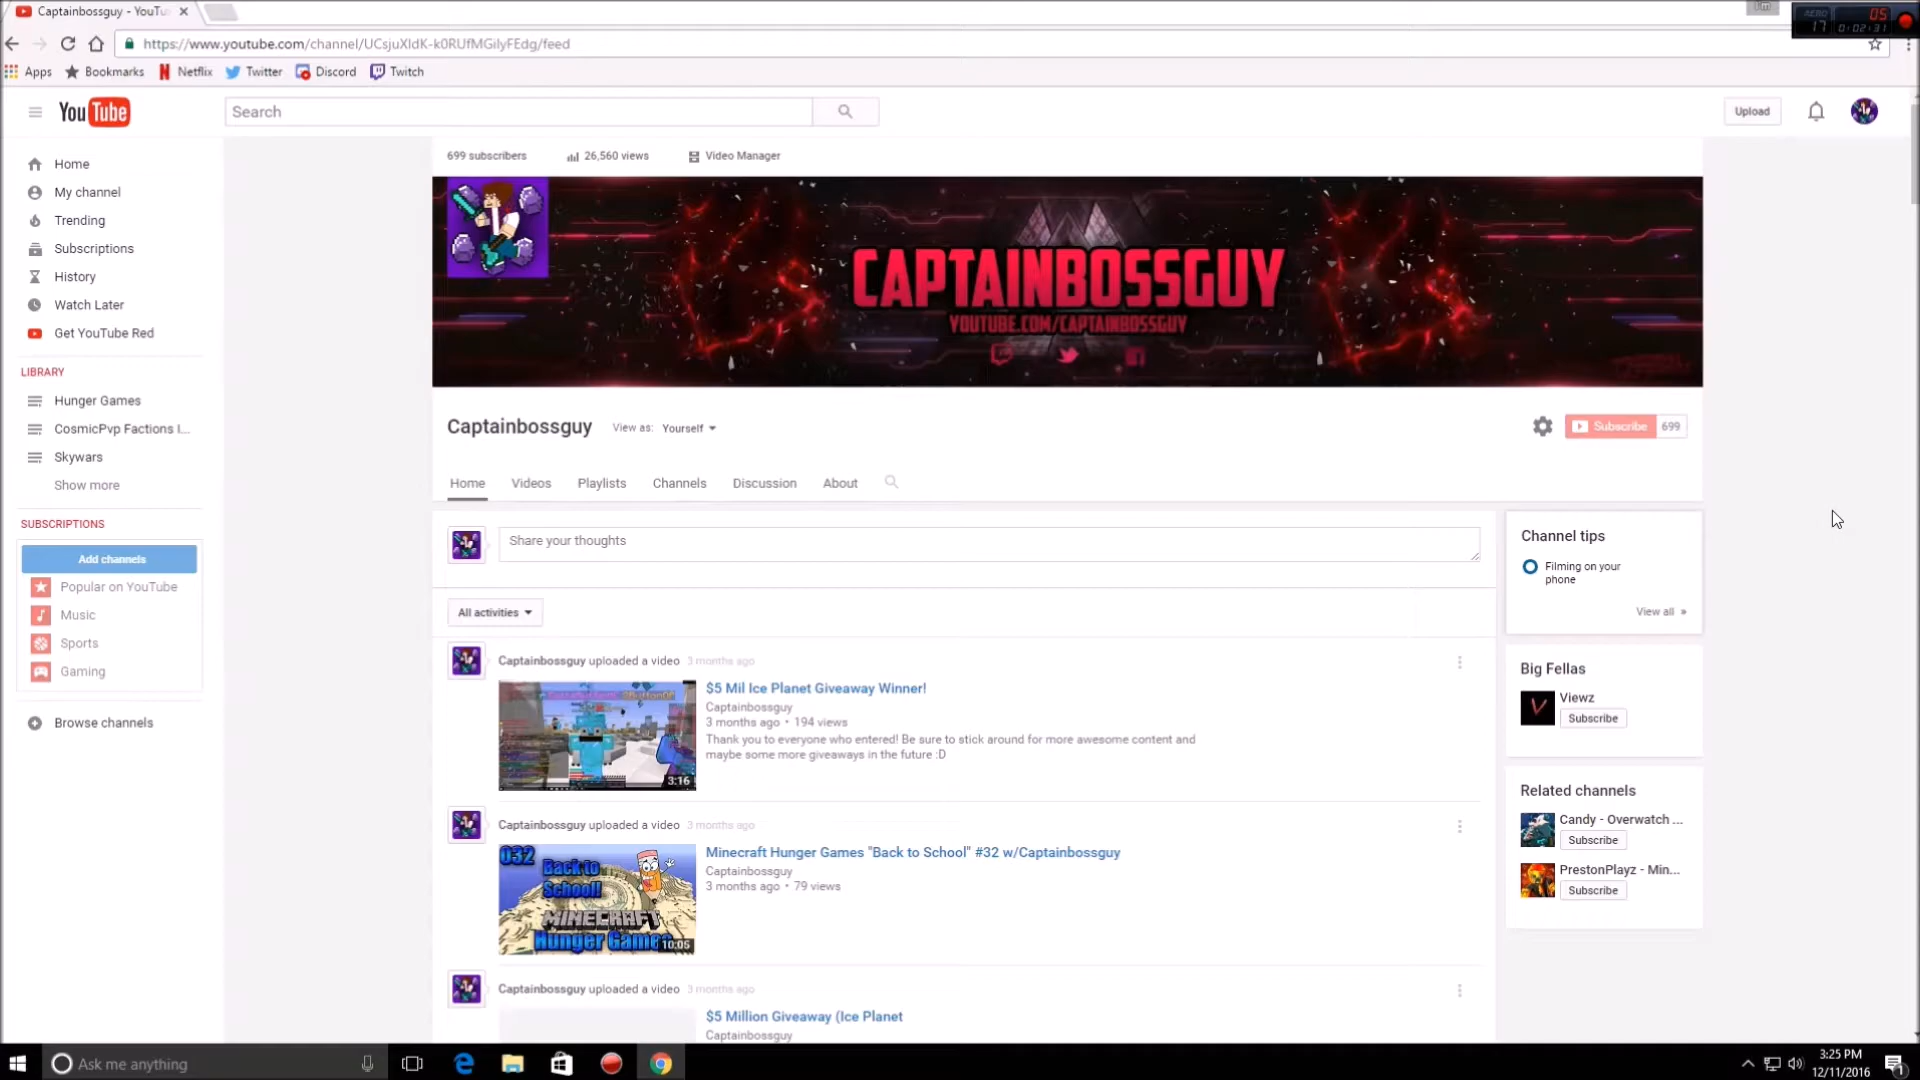 Captainbossguy - YouTu
I'm
AERO
17
05
0:02:31
https://www.youtube.com/channel/UCsjuXIdK-k0RUfMGilyFEdg/feed
Apps Bookmarks Netflix Twitter Discord Twitch
YouTube
Search
Upload
Home
My channel
Trending
Subscriptions
History
Watch Later
Get YouTube Red
LIBRARY
Hunger Games
CosmicPvp Factions I...
Skywars
Show more
SUBSCRIPTIONS
Add channels
Popular on YouTube
Music
Sports
Gaming
Browse channels
699 subscribers 26,560 views Video Manager
CAPTAINBOSSGUY
YOUTUBE.COM/CAPTAINBOSSGUY
Captainbossguy View as: Yourself
Subscribe 699
Home Videos Playlists Channels Discussion About
Share your thoughts
All activities
Captainbossguy uploaded a video 3 months ago
3:16
$5 Mil Ice Planet Giveaway Winner!
Captainbossguy
3 months ago • 194 views
Thank you to everyone who entered! Be sure to stick around for more awesome content and
maybe some more giveaways in the future :D
Captainbossguy uploaded a video 3 months ago
032
Back to
School!
MINECRAFT
Hunger Games
10:05
Minecraft Hunger Games "Back to School" #32 w/Captainbossguy
Captainbossguy
3 months ago • 79 views
Captainbossguy uploaded a video 3 months ago
$5 Million Giveaway (Ice Planet
Captainbossguy
Channel tips
Filming on your
phone
View all »
Big Fellas
Viewz
Subscribe
Related channels
Candy - Overwatch ...
Subscribe
PrestonPlayz - Min...
Subscribe
Ask me anything
3:25 PM
12/11/2016
1